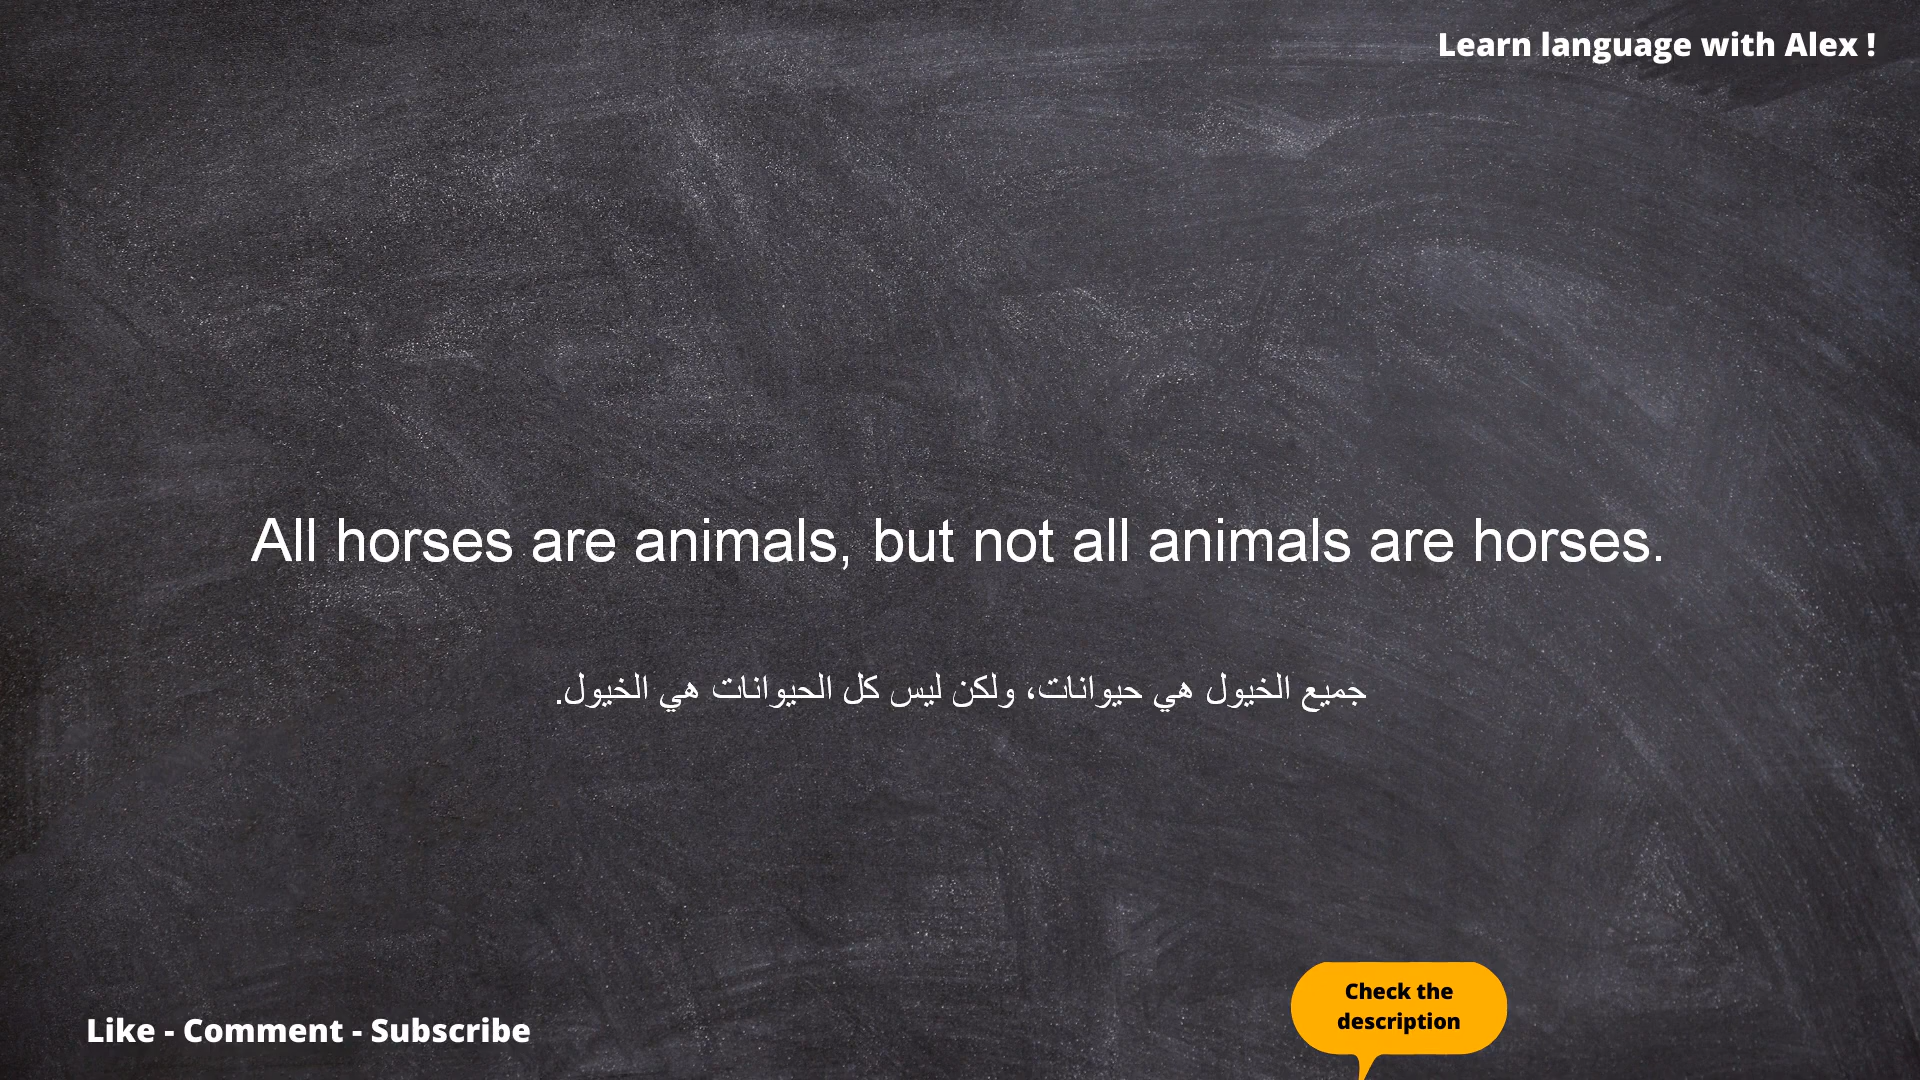 Learn language with Alex !
All horses are animals, but not all animals are horses.
جميع الخيول هي حيوانات، ولكن ليس كل الحيوانات هي الخيول.
Check the
description
Like - Comment - Subscribe